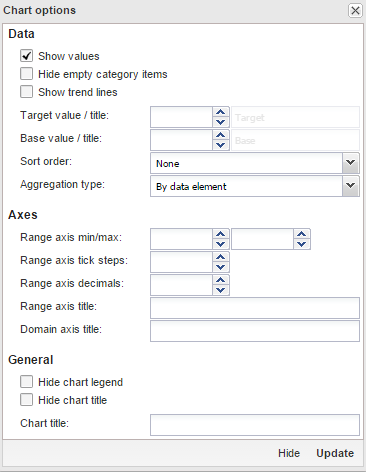 Chart options
Data
Show values
Hide empty category items
Show trend lines
Target value / title: Target
Base value / title: Base
Sort order: None
Aggregation type: By data element
Axes
Range axis min/max:
Range axis tick steps:
Range axis decimals:
Range axis title:
Domain axis title:
General
Hide chart legend
Hide chart title
Chart title:
Hide Update